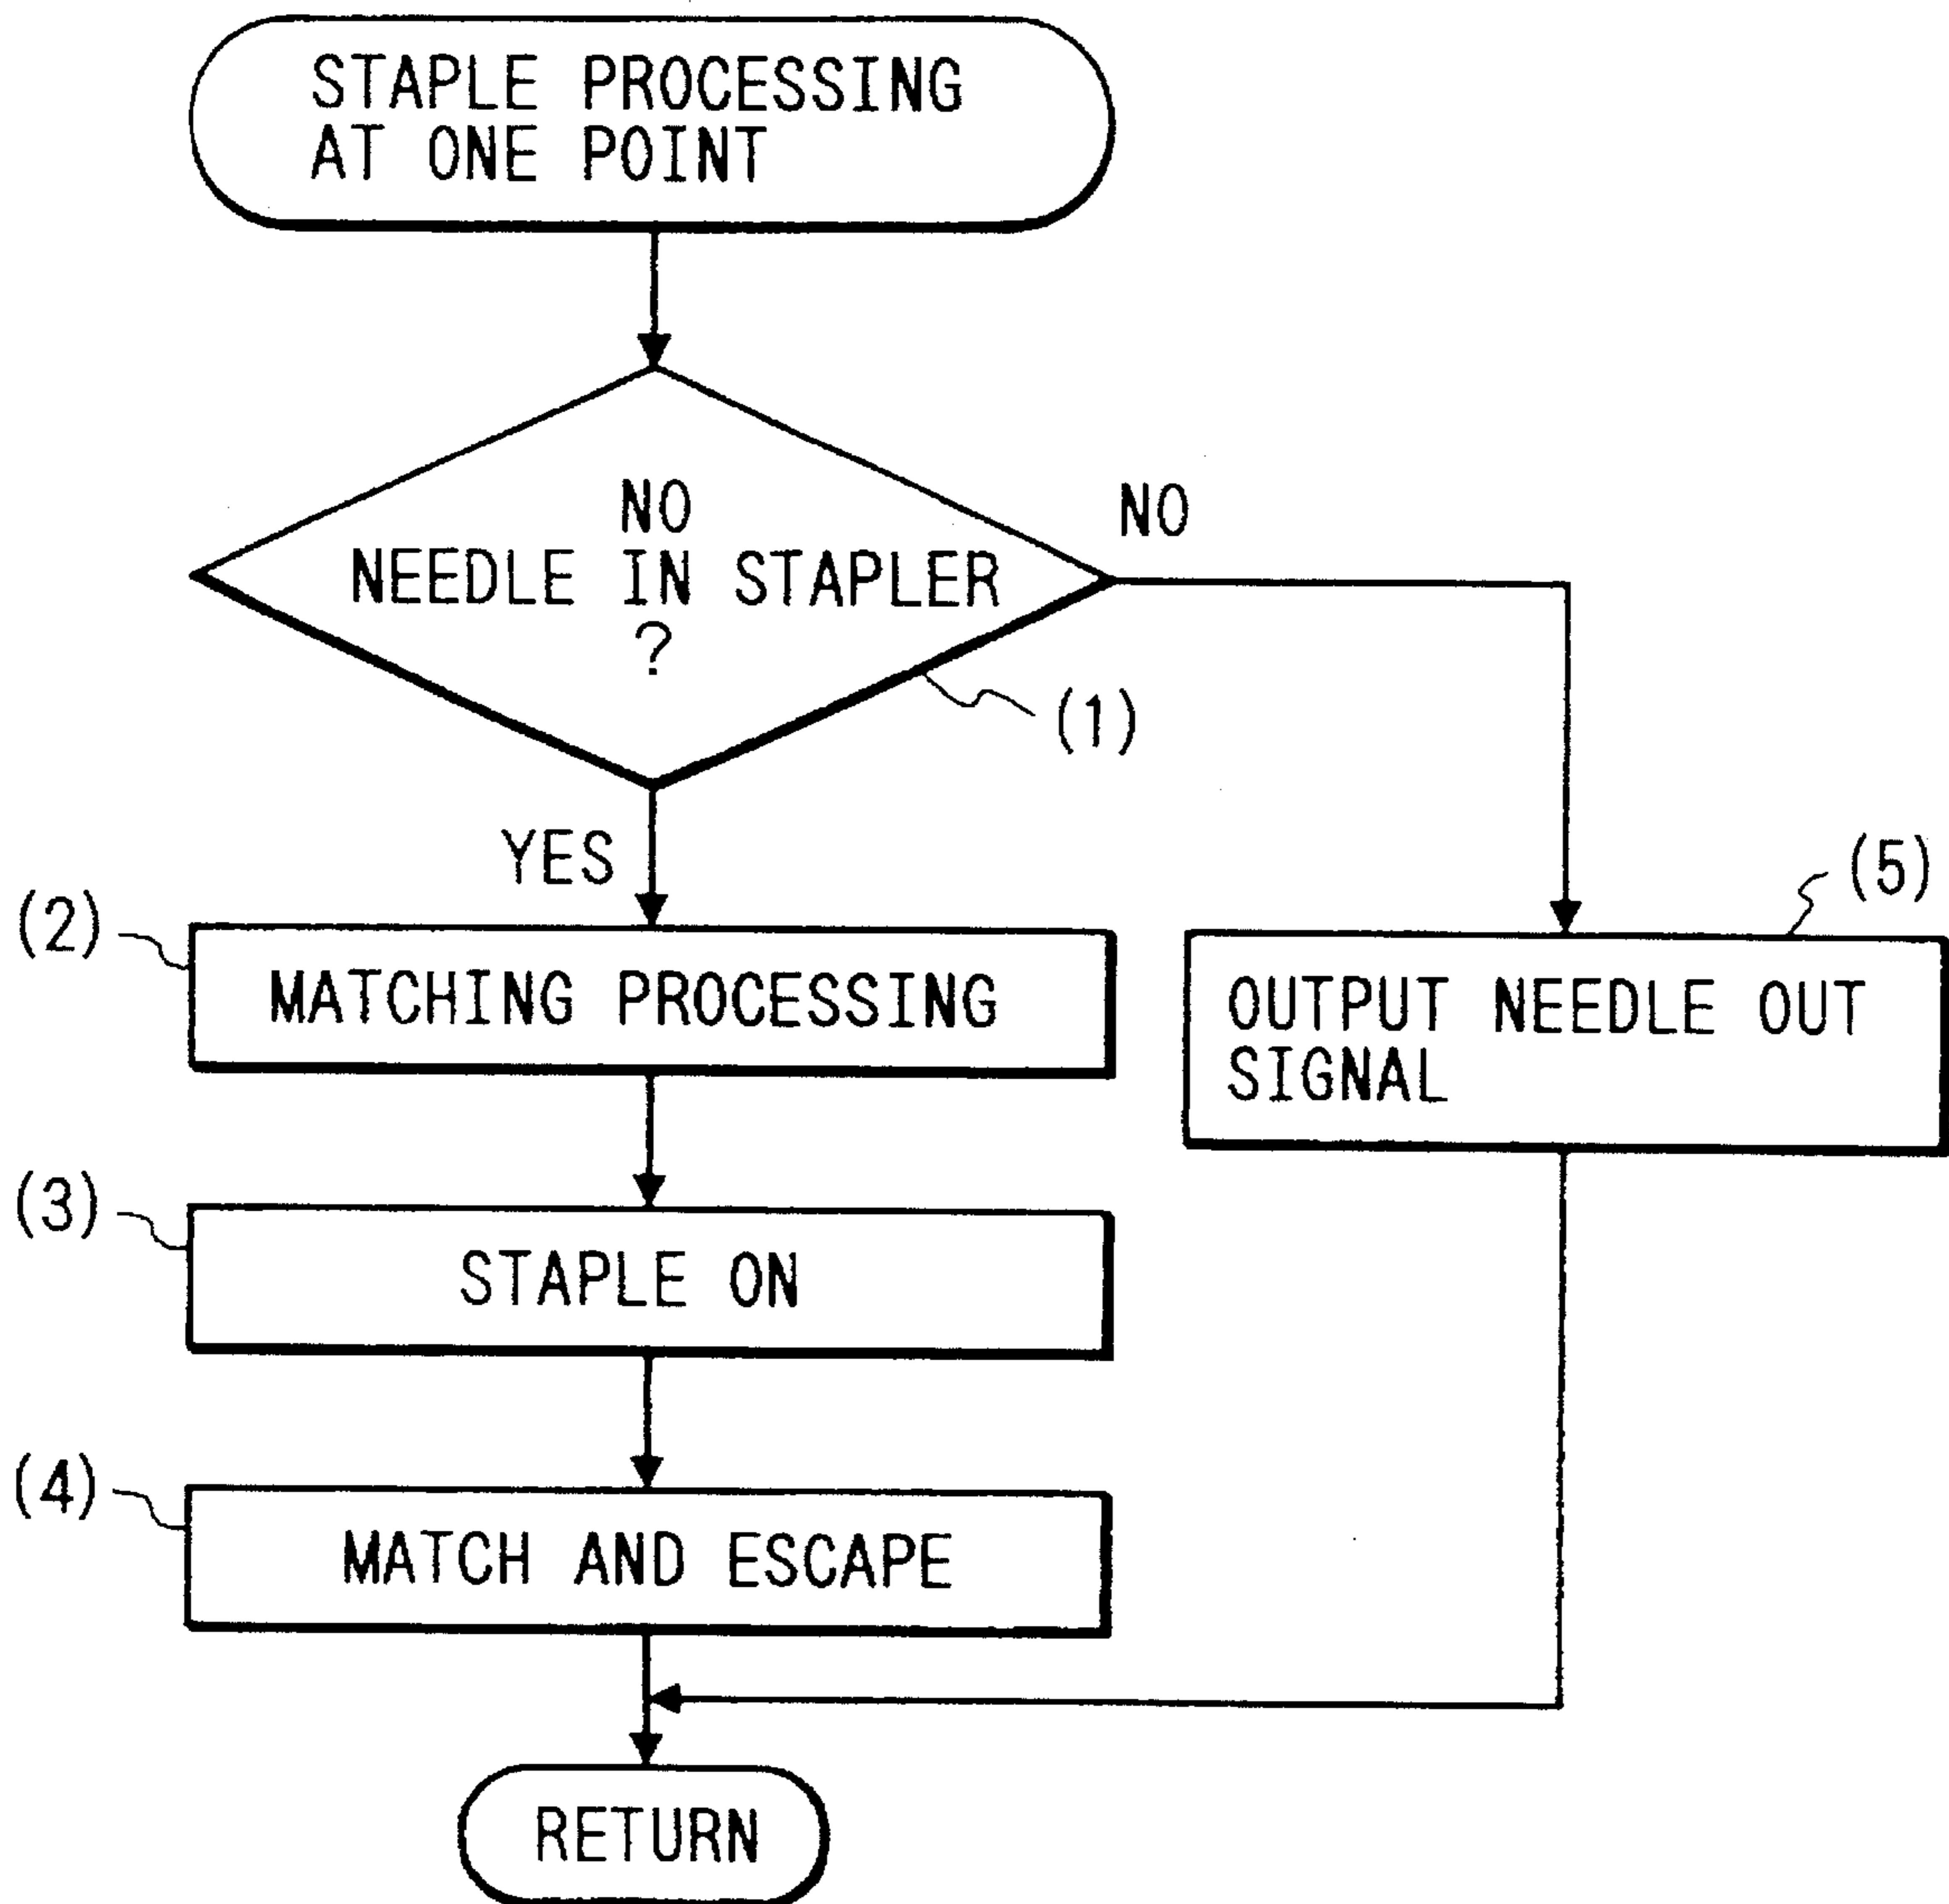 STAPLE PROCESSING
AT ONE POINT
NO
NEEDLE IN STAPLER
?
NO
(1)
YES
(2)
MATCHING PROCESSING
(5)
OUTPUT NEEDLE OUT
SIGNAL
(3)
STAPLE ON
(4)
MATCH AND ESCAPE
RETURN